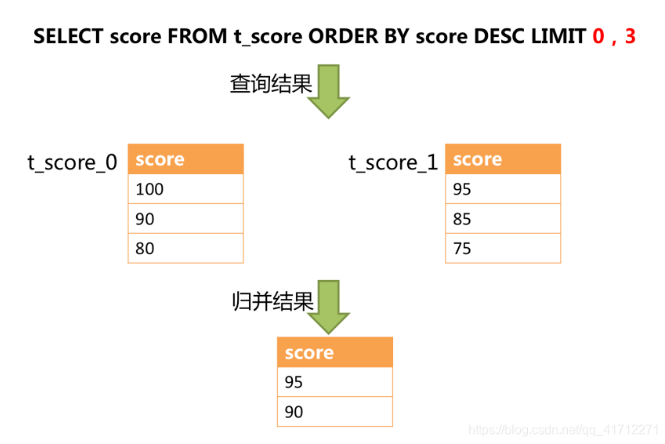 SELECT score FROM t_score ORDER BY score DESC LIMIT 0，3
查询结果
t_score_0
score
100
90
80
t_score_1
score
95
85
75
归并结果
score
95
90
https://blog.csdn.net/qq_41712271